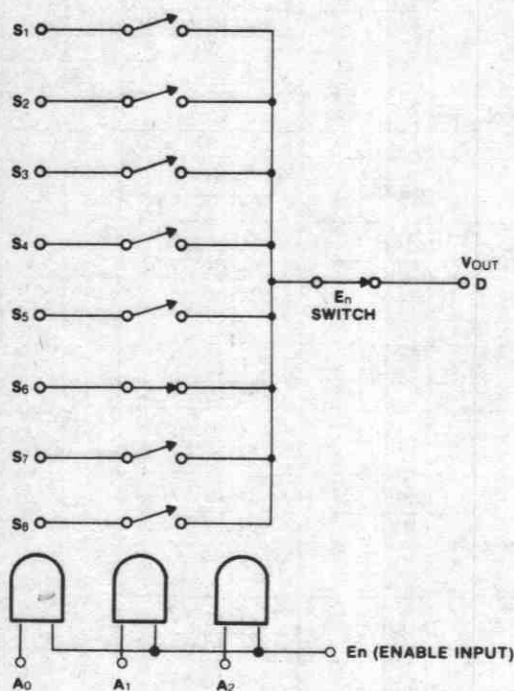 S1
S2
S3
S4
VOUT
D
En
SWITCH
S5
S6
S7
S8
En (ENABLE INPUT)
A0
A1
A2